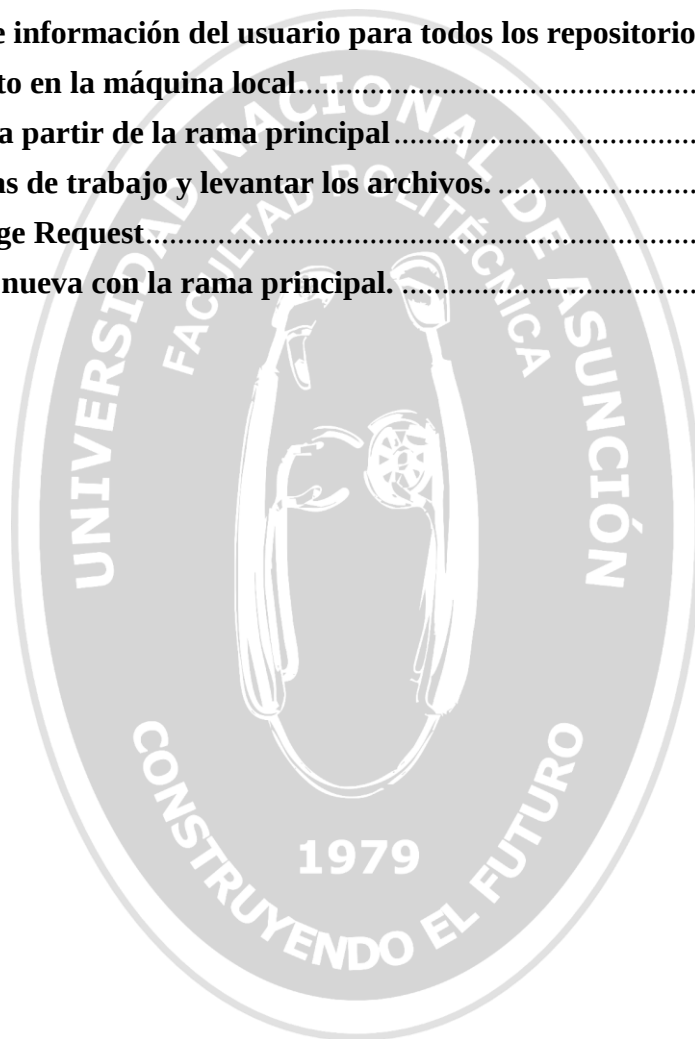 e información del usuario para todos los repositorio
to en la máquina local
a partir de la rama principal
as de trabajo y levantar los archivos.
ge Request
nueva con la rama principal.
UNIVERSIDAD NACIONAL DE ASUNCIÓN
FACULTAD POLITÉCNICA
1979
CONSTRUYENDO EL FUTURO